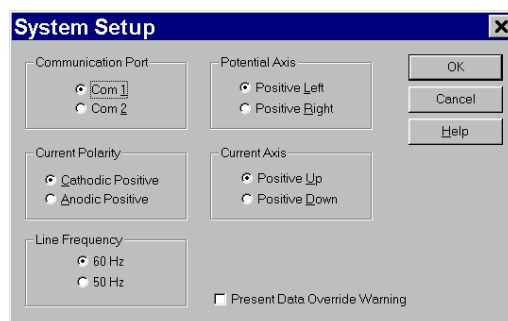 System Setup
Communication Port
Com 1
Com 2
Potential Axis
Positive Left
Positive Right
OK
Cancel
Help
Current Polarity
Cathodic Positive
Anodic Positive
Current Axis
Positive Up
Positive Down
Line Frequency
60 Hz
50 Hz
Present Data Override Warning